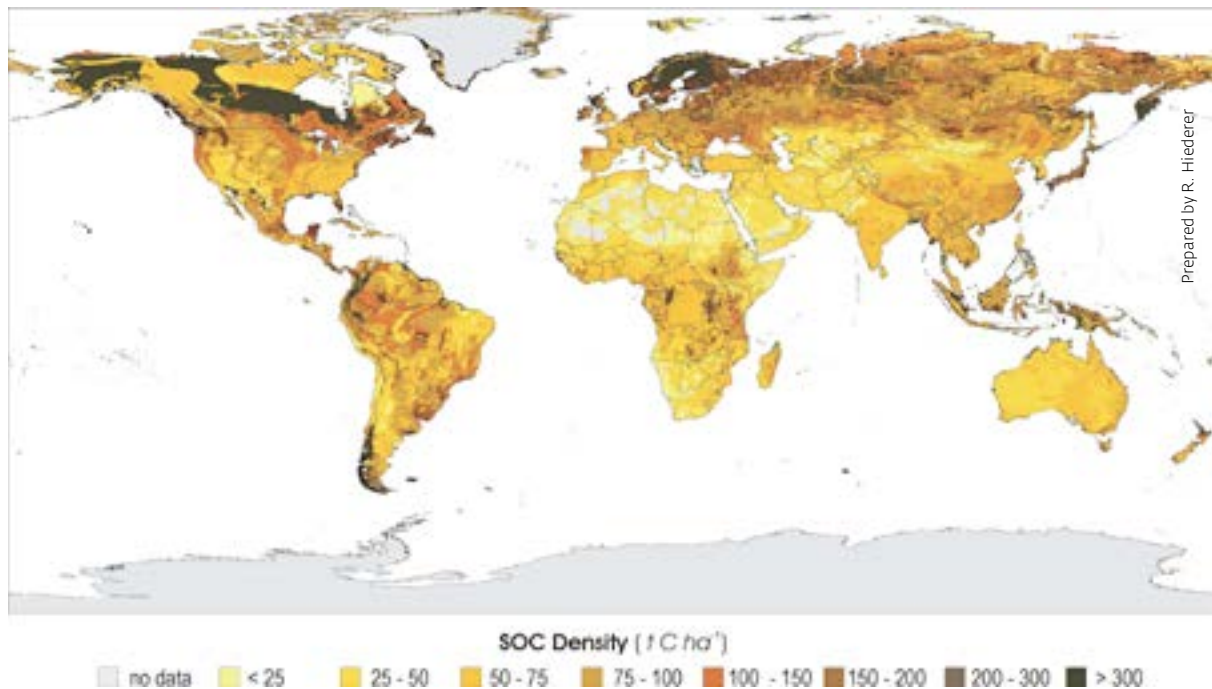 Prepared by R. Hiederer
SOC Density ( t C ha⁻¹)
no data < 25 25 - 50 50 - 75 75 - 100 100 - 150 150 - 200 200 - 300 > 300